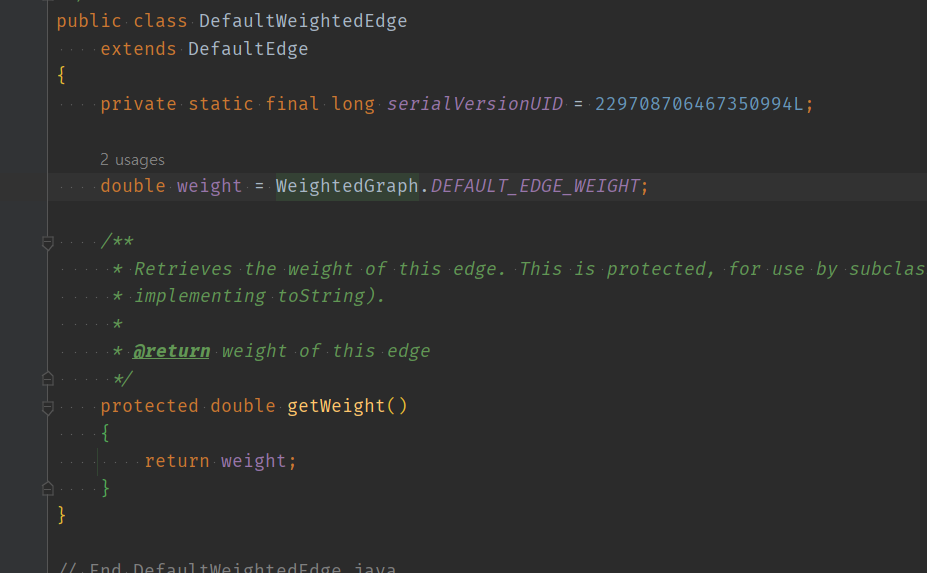 public class DefaultWeightedEdge
extends DefaultEdge
{
private static final long serialVersionUID = 229708706467350994L;
2 usages
double weight = WeightedGraph.DEFAULT_EDGE_WEIGHT;
/**
* Retrieves the weight of this edge. This is protected, for use by subclas
* implementing toString).
*
* @return weight of this edge
*/
protected double getWeight()
{
return weight;
}
}
// End DefaultWeightedEdge.java